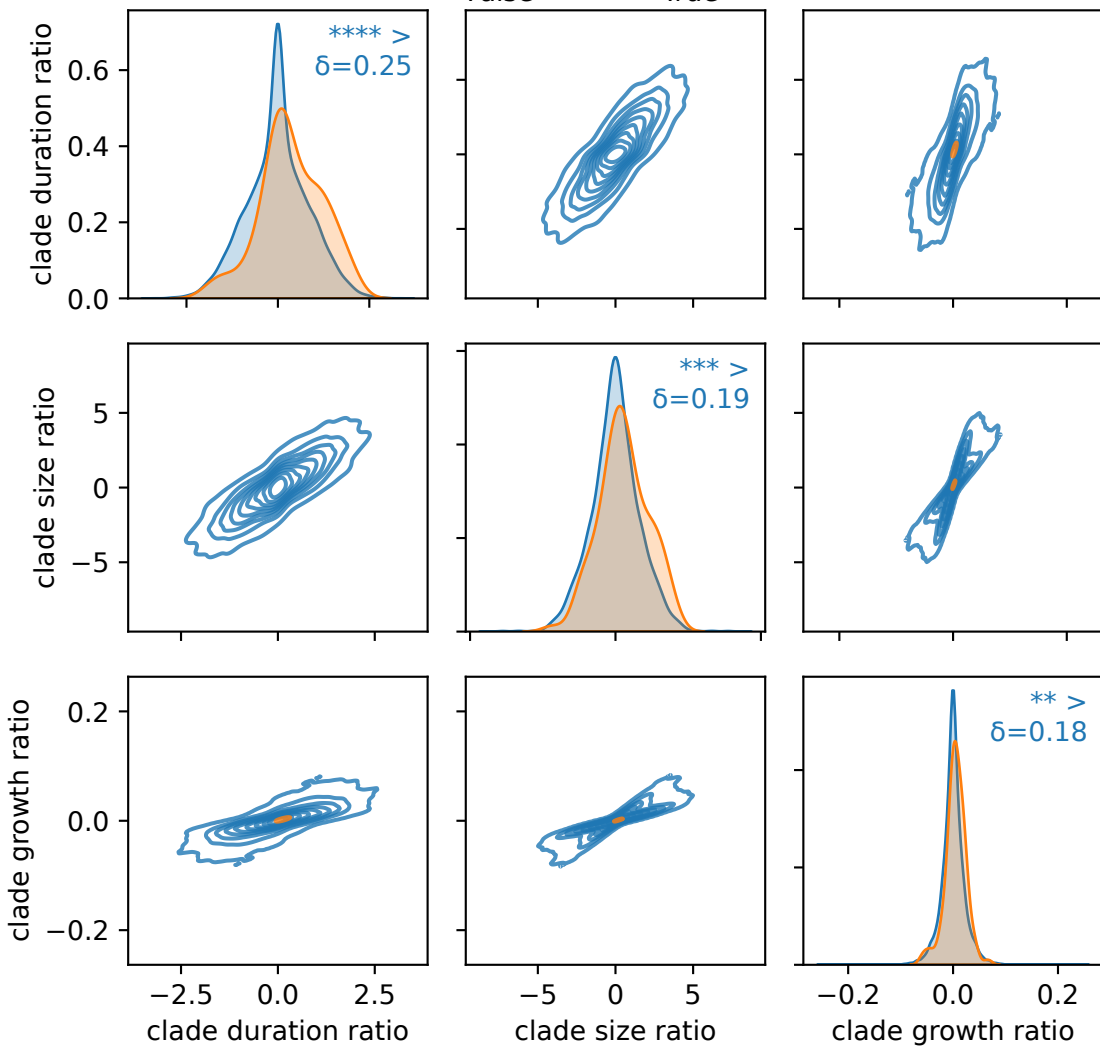 clade duration ratio
0.6
0.4
0.2
0.0
**** >
δ=0.25
clade size ratio
5
0
−5
*** >
δ=0.19
clade growth ratio
0.2
0.0
−0.2
** >
δ=0.18
−2.5 0.0 2.5
−5 0 5
−0.2 0.0 0.2
clade duration ratio
clade size ratio
clade growth ratio